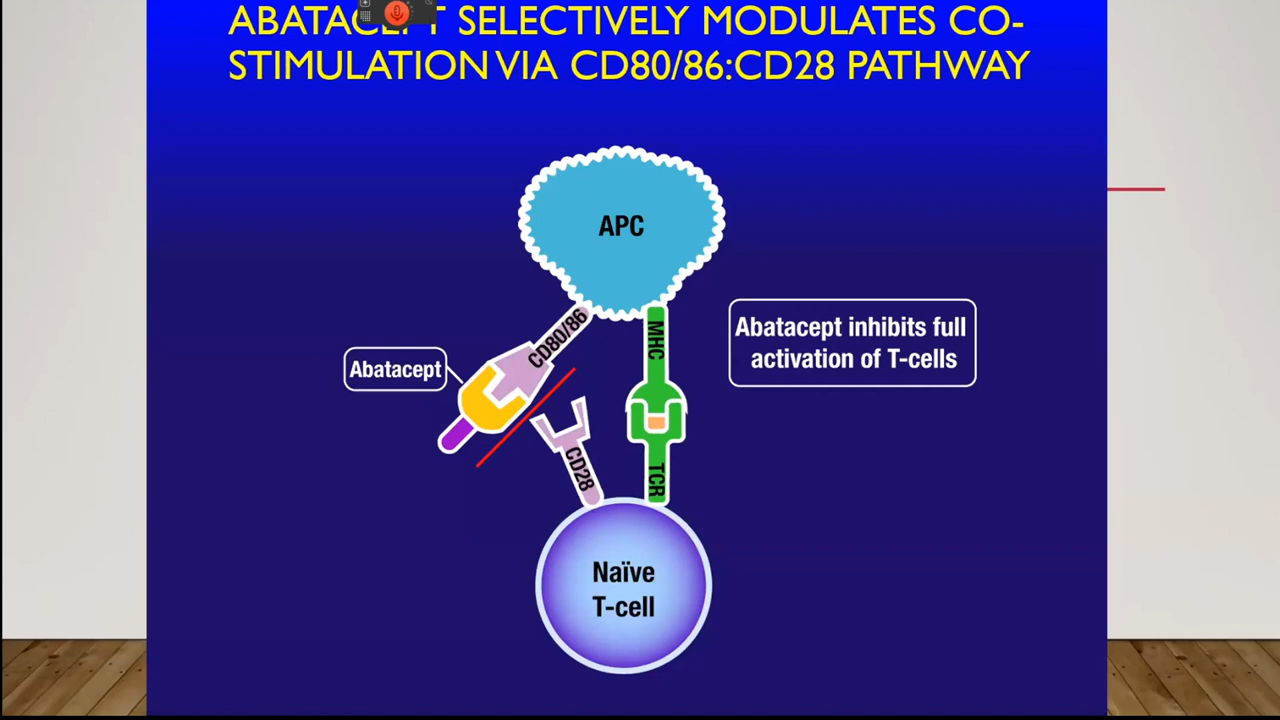 ABATACEPT SELECTIVELY MODULATES CO-
STIMULATION VIA CD80/86:CD28 PATHWAY
APC
CD80/86
MHC
Abatacept inhibits full
activation of T-cells
Abatacept
CD28
TCR
Naïve
T-cell